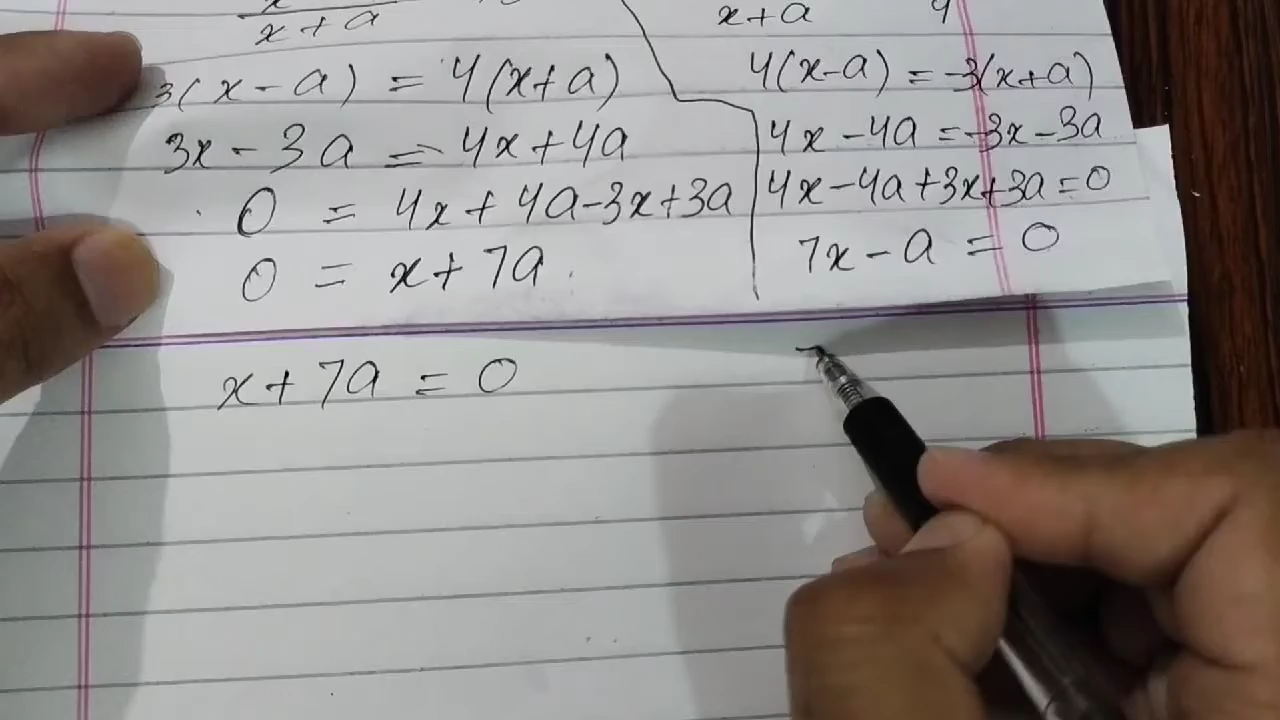 x + a
3(x - a) = 4(x+a)
3x - 3a = 4x + 4a
0 = 4x + 4a - 3x + 3a
0 = x + 7a
x + a 4
4(x-a) = -3(x+a)
4x - 4a = -3x - 3a
4x - 4a + 3x + 3a = 0
7x - a = 0
x + 7a = 0